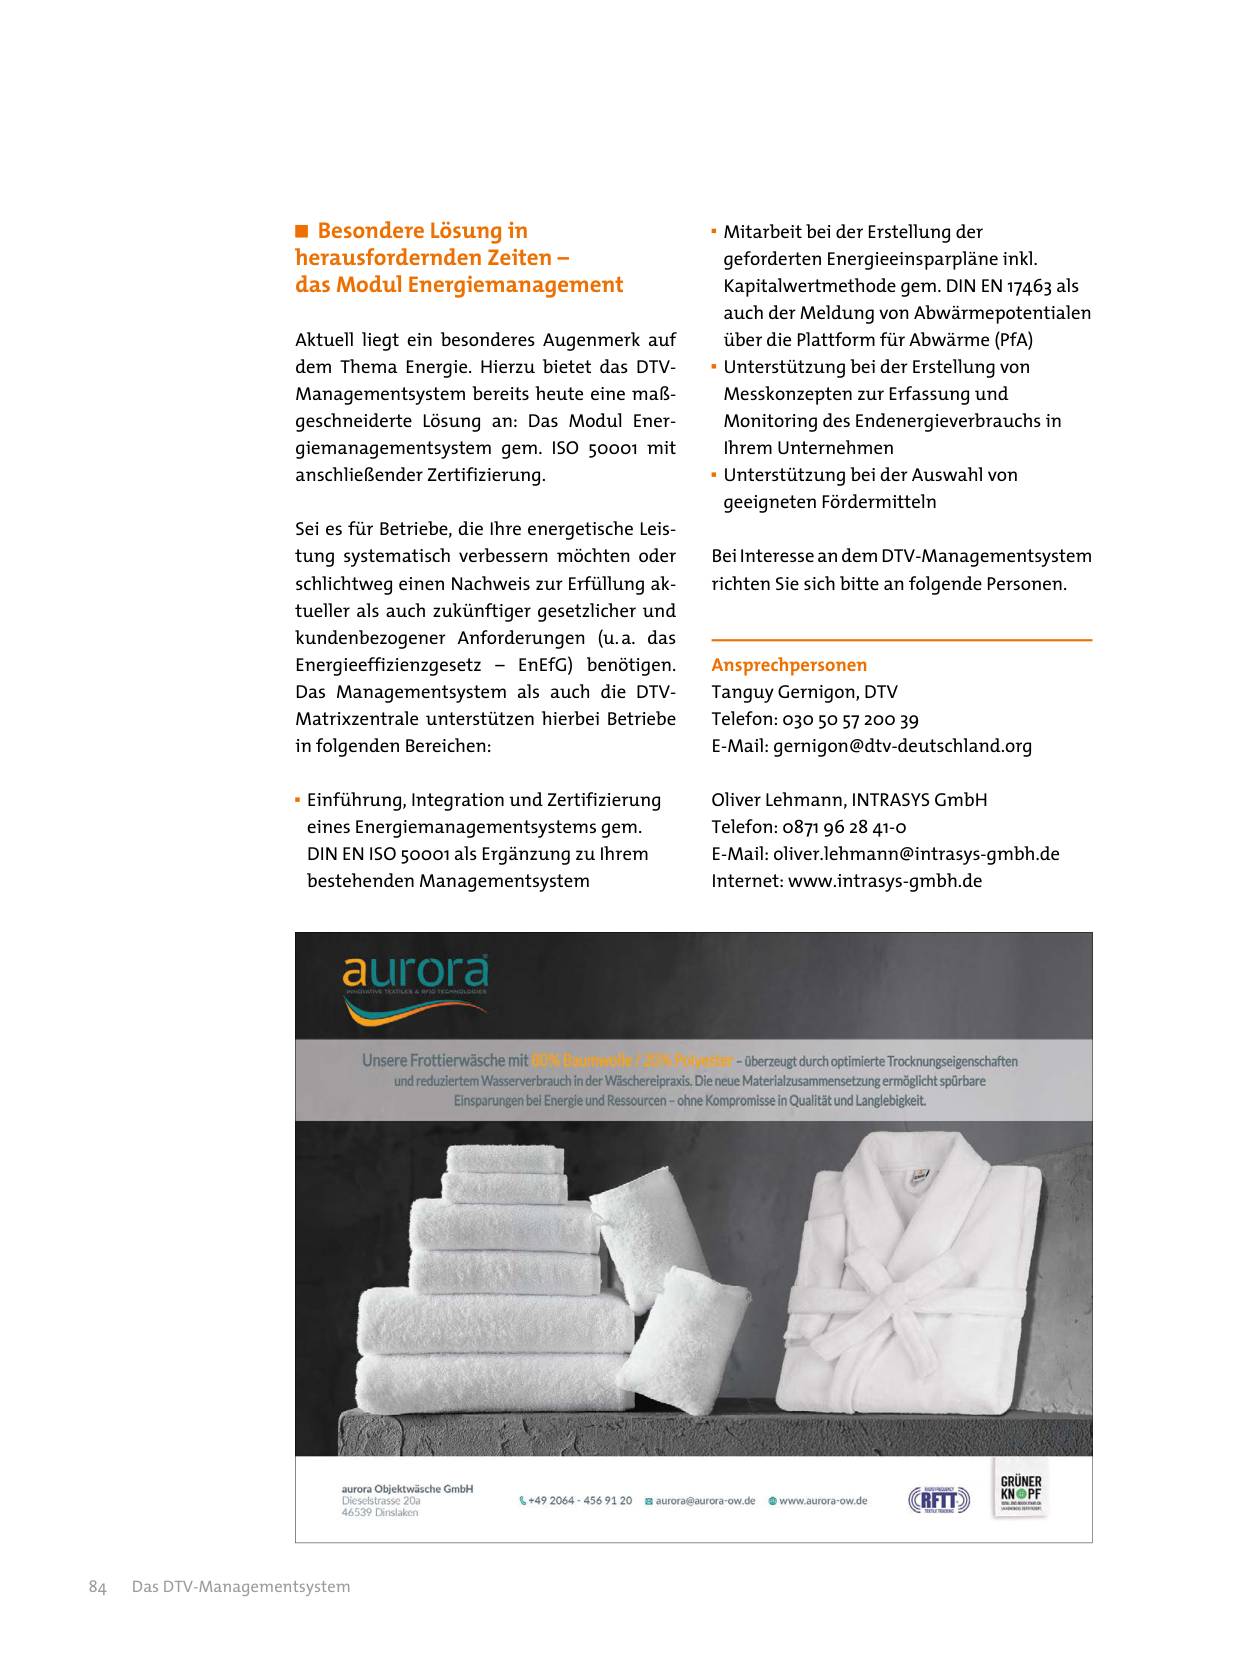 ■ Besondere Lösung in
herausfordernden Zeiten –
das Modul Energiemanagement
Aktuell liegt ein besonderes Augenmerk auf
dem Thema Energie. Hierzu bietet das DTV-
Managementsystem bereits heute eine maß-
geschneiderte Lösung an: Das Modul Ener-
giemanagementsystem gem. ISO 50001 mit
anschließender Zertifizierung.
Sei es für Betriebe, die Ihre energetische Leis-
tung systematisch verbessern möchten oder
schlichtweg einen Nachweis zur Erfüllung ak-
tueller als auch zukünftiger gesetzlicher und
kundenbezogener Anforderungen (u. a. das
Energieeffizienzgesetz – EnEfG) benötigen.
Das Managementsystem als auch die DTV-
Matrixzentrale unterstützen hierbei Betriebe
in folgenden Bereichen:
▪ Einführung, Integration und Zertifizierung
eines Energiemanagementsystems gem.
DIN EN ISO 50001 als Ergänzung zu Ihrem
bestehenden Managementsystem
▪ Mitarbeit bei der Erstellung der
geforderten Energieeinsparpläne inkl.
Kapitalwertmethode gem. DIN EN 17463 als
auch der Meldung von Abwärmepotentialen
über die Plattform für Abwärme (PfA)
▪ Unterstützung bei der Erstellung von
Messkonzepten zur Erfassung und
Monitoring des Endenergieverbrauchs in
Ihrem Unternehmen
▪ Unterstützung bei der Auswahl von
geeigneten Fördermitteln
Bei Interesse an dem DTV-Managementsystem
richten Sie sich bitte an folgende Personen.
Ansprechpersonen
Tanguy Gernigon, DTV
Telefon: 030 50 57 200 39
E-Mail: gernigon@dtv-deutschland.org
Oliver Lehmann, INTRASYS GmbH
Telefon: 0871 96 28 41-0
E-Mail: oliver.lehmann@intrasys-gmbh.de
Internet: www.intrasys-gmbh.de
aurora
INNOVATIVE TEXTILES & RFID TECHNOLOGIES
Unsere Frottierwäsche mit 80% Baumwolle / 20% Polyester – überzeugt durch optimierte Trocknungseigenschaften
und reduziertem Wasserverbrauch in der Wäschereipraxis. Die neue Materialzusammensetzung ermöglicht spürbare
Einsparungen bei Energie und Ressourcen – ohne Kompromisse in Qualität und Langlebigkeit.
aurora Objektwäsche GmbH
Dieselstrasse 20a
46539 Dinslaken
+49 2064 - 456 91 20 aurora@aurora-ow.de www.aurora-ow.de
RADIO FREQUENCY
RFTT
TEXTILE TRACKING
GRÜNER
KNOPF
84 Das DTV-Managementsystem